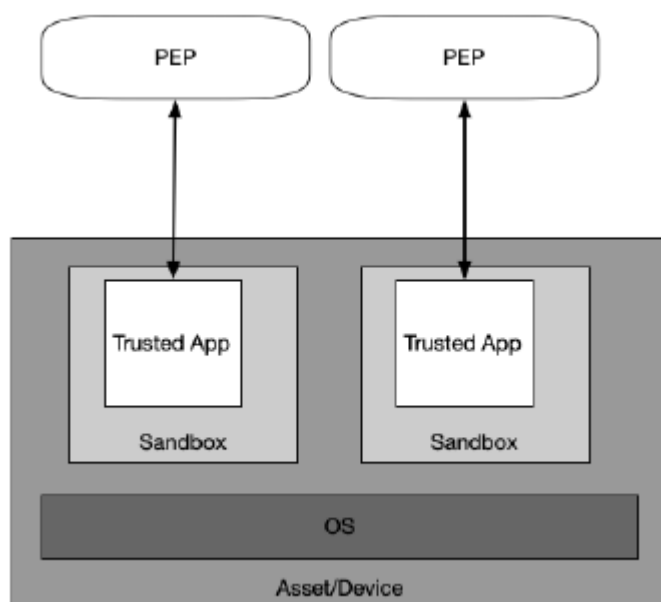 PEP
PEP
Trusted App
Trusted App
Sandbox
Sandbox
OS
Asset/Device